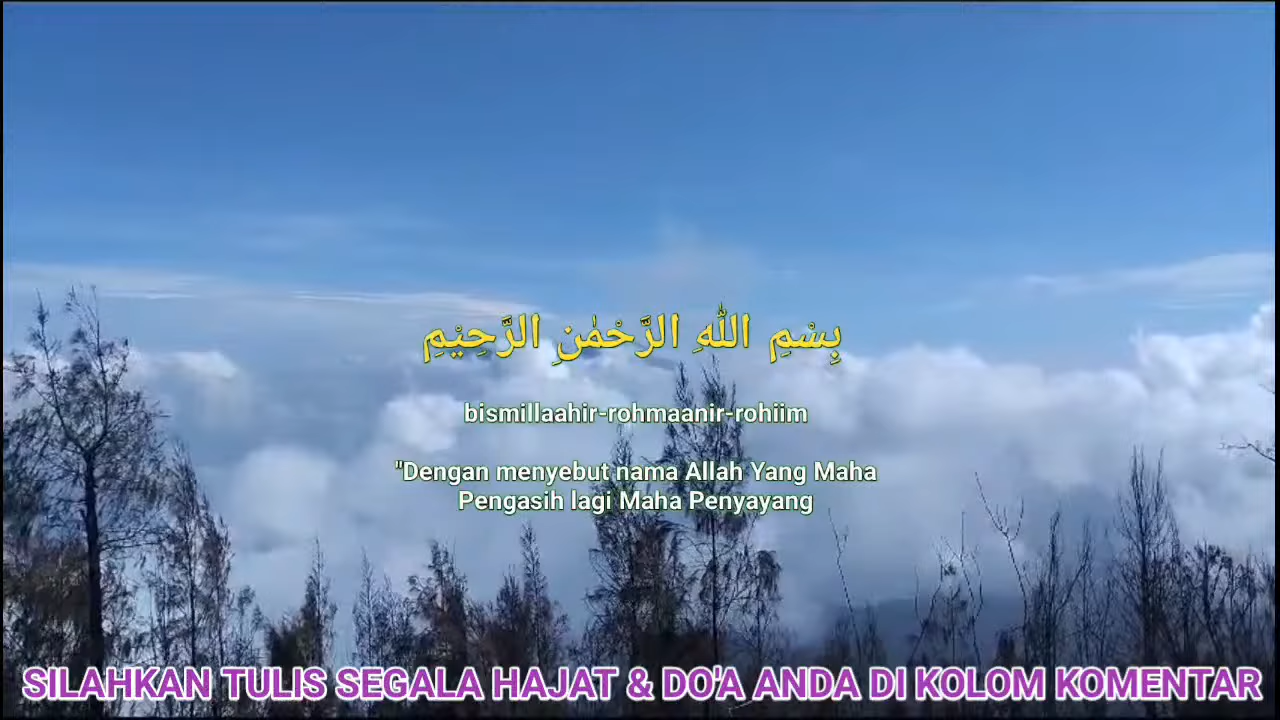 بِسْمِ اللّٰهِ الرَّحْمٰنِ الرَّحِيْمِ
bismillaahir-rohmaanir-rohiim
"Dengan menyebut nama Allah Yang Maha
Pengasih lagi Maha Penyayang
SILAHKAN TULIS SEGALA HAJAT & DO'A ANDA DI KOLOM KOMENTAR